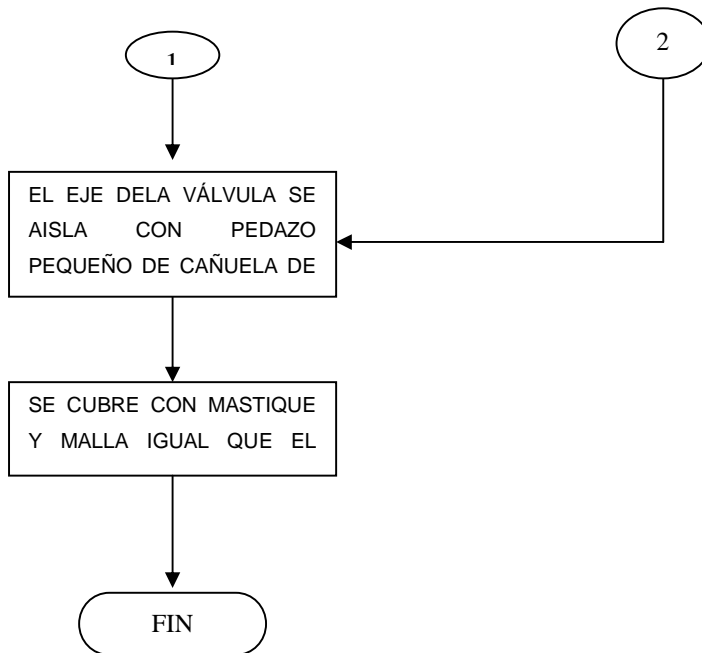 1
2
EL EJE DELA VÁLVULA SE
AISLA CON PEDAZO
PEQUEÑO DE CAÑUELA DE
SE CUBRE CON MASTIQUE
Y MALLA IGUAL QUE EL
FIN